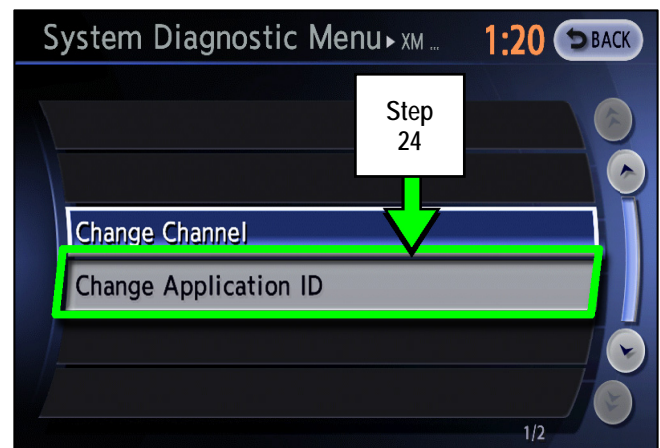 System Diagnostic Menu▸ XM ... 1:20 BACK
Step
24
Change Channel
Change Application ID
1/2